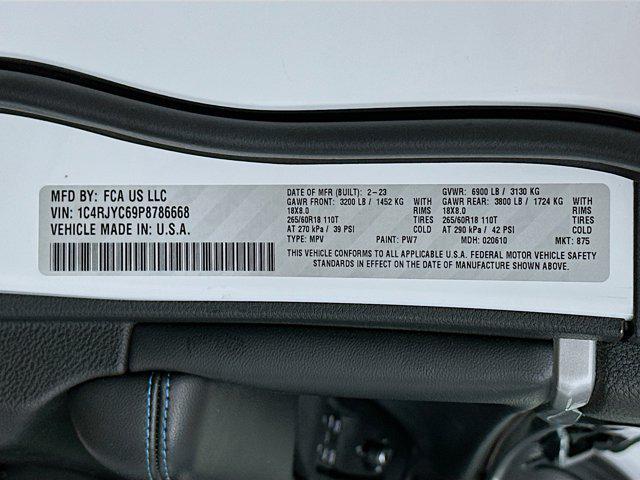 MFD BY: FCA US LLC
VIN: 1C4RJYC69P8786668
VEHICLE MADE IN: U.S.A.
DATE OF MFR (BUILT): 2-23 GVWR: 6900 LB / 3130 KG
GAWR FRONT: 3200 LB / 1452 KG WITH GAWR REAR: 3800 LB / 1724 KG WITH
18X8.0 RIMS 18X8.0 RIMS
265/60R18 110T TIRES 265/60R18 110T TIRES
AT 270 kPa / 39 PSI COLD AT 290 kPa / 42 PSI COLD
TYPE: MPV PAINT: PW7 MDH: 020610 MKT: 875
THIS VEHICLE CONFORMS TO ALL APPLICABLE U.S.A. FEDERAL MOTOR VEHICLE SAFETY
STANDARDS IN EFFECT ON THE DATE OF MANUFACTURE SHOWN ABOVE.